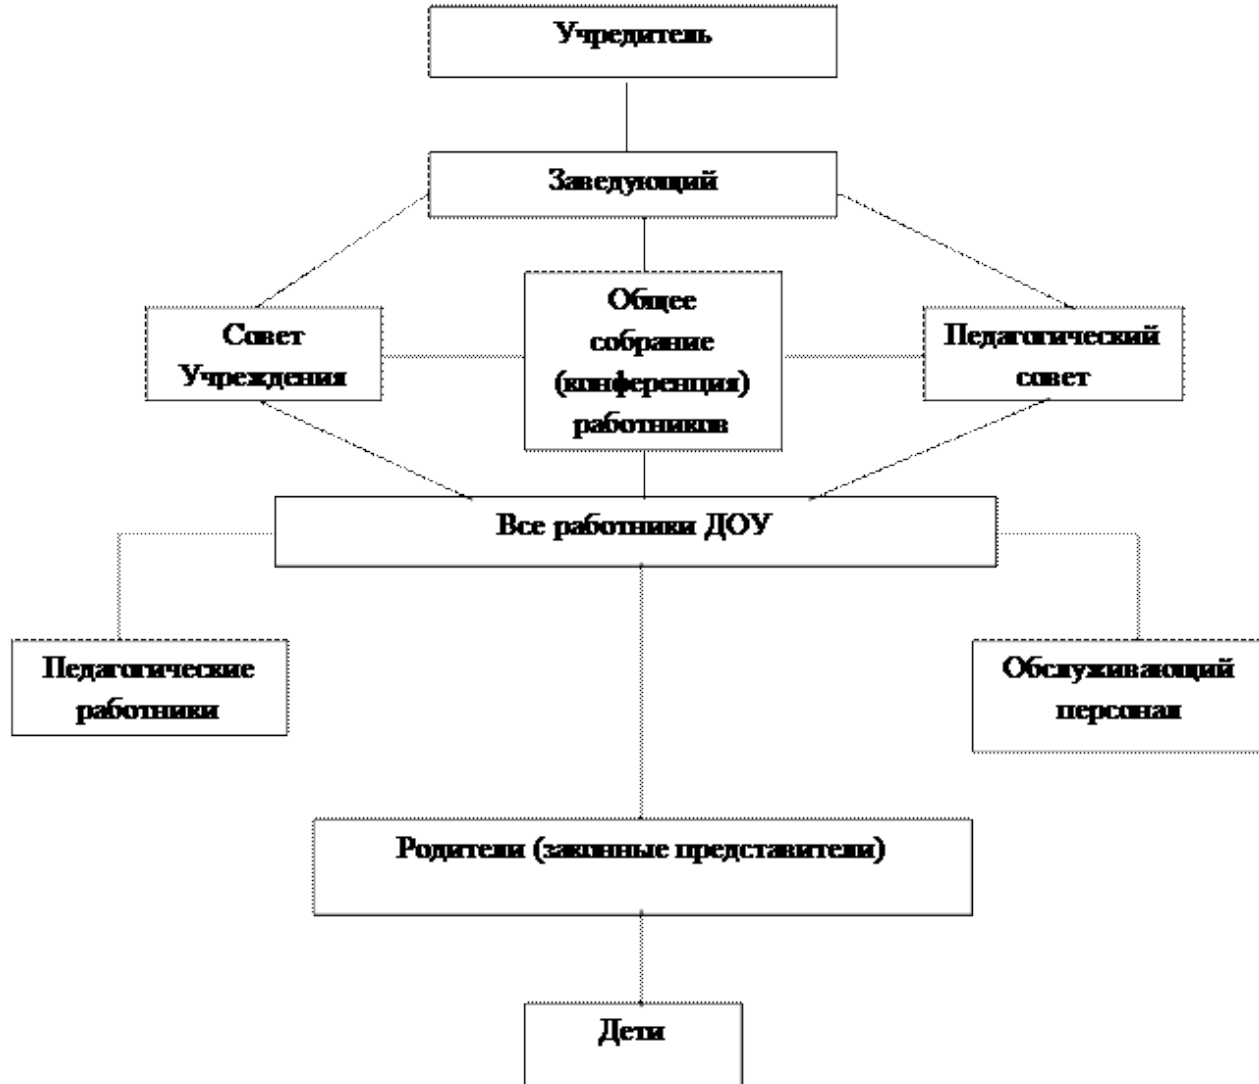 Учредитель
Заведующий
Совет
Учреждения
Общее
собрание
(конференция)
работников
Педагогический
совет
Все работники ДОУ
Педагогические
работники
Обслуживающий
персонал
Родители (законные представители)
Дети